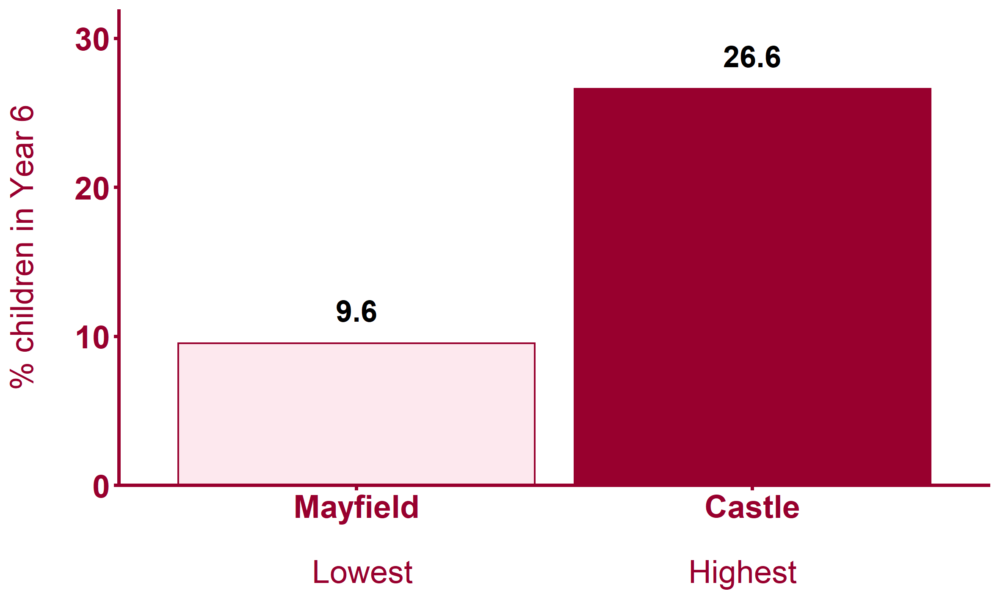 % children in Year 6
30
20
10
0
9.6
26.6
Mayfield
Castle
Lowest
Highest